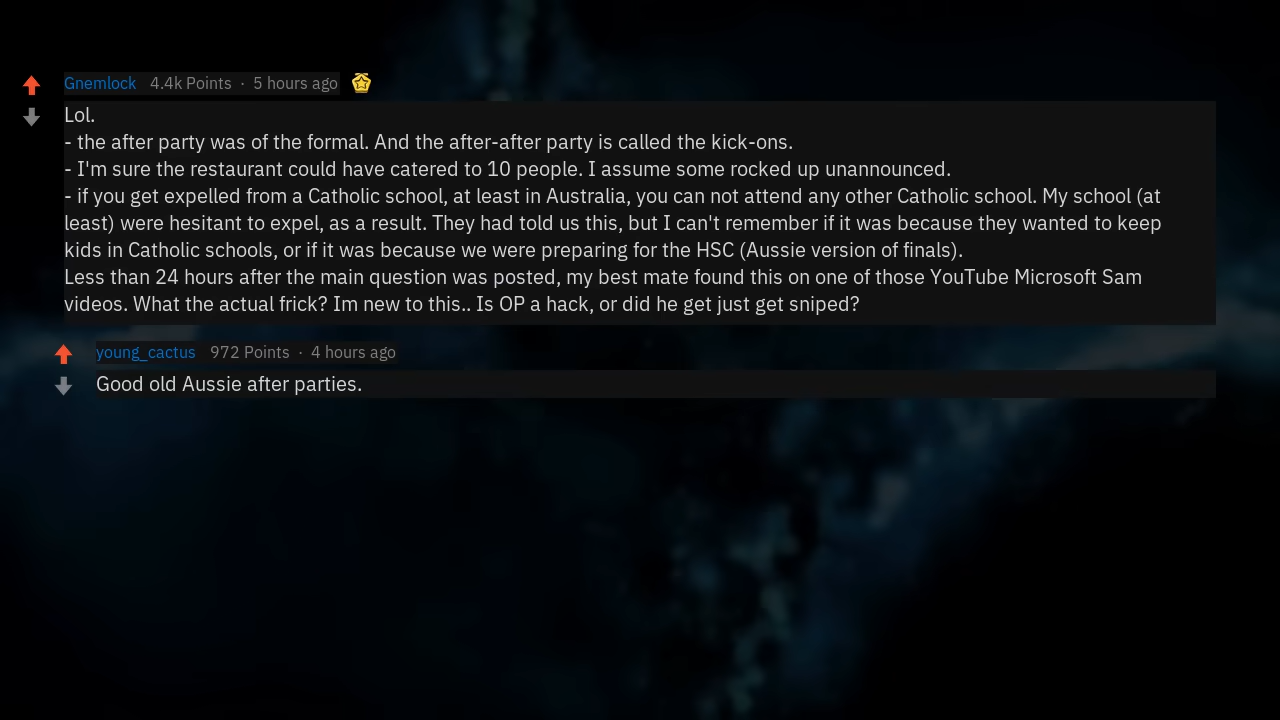 Gnemlock 4.4k Points · 5 hours ago
Lol.
- the after party was of the formal. And the after-after party is called the kick-ons.
- I'm sure the restaurant could have catered to 10 people. I assume some rocked up unannounced.
- if you get expelled from a Catholic school, at least in Australia, you can not attend any other Catholic school. My school (at
least) were hesitant to expel, as a result. They had told us this, but I can't remember if it was because they wanted to keep
kids in Catholic schools, or if it was because we were preparing for the HSC (Aussie version of finals).
Less than 24 hours after the main question was posted, my best mate found this on one of those YouTube Microsoft Sam
videos. What the actual frick? Im new to this.. Is OP a hack, or did he get just get sniped?
young_cactus 972 Points · 4 hours ago
Good old Aussie after parties.